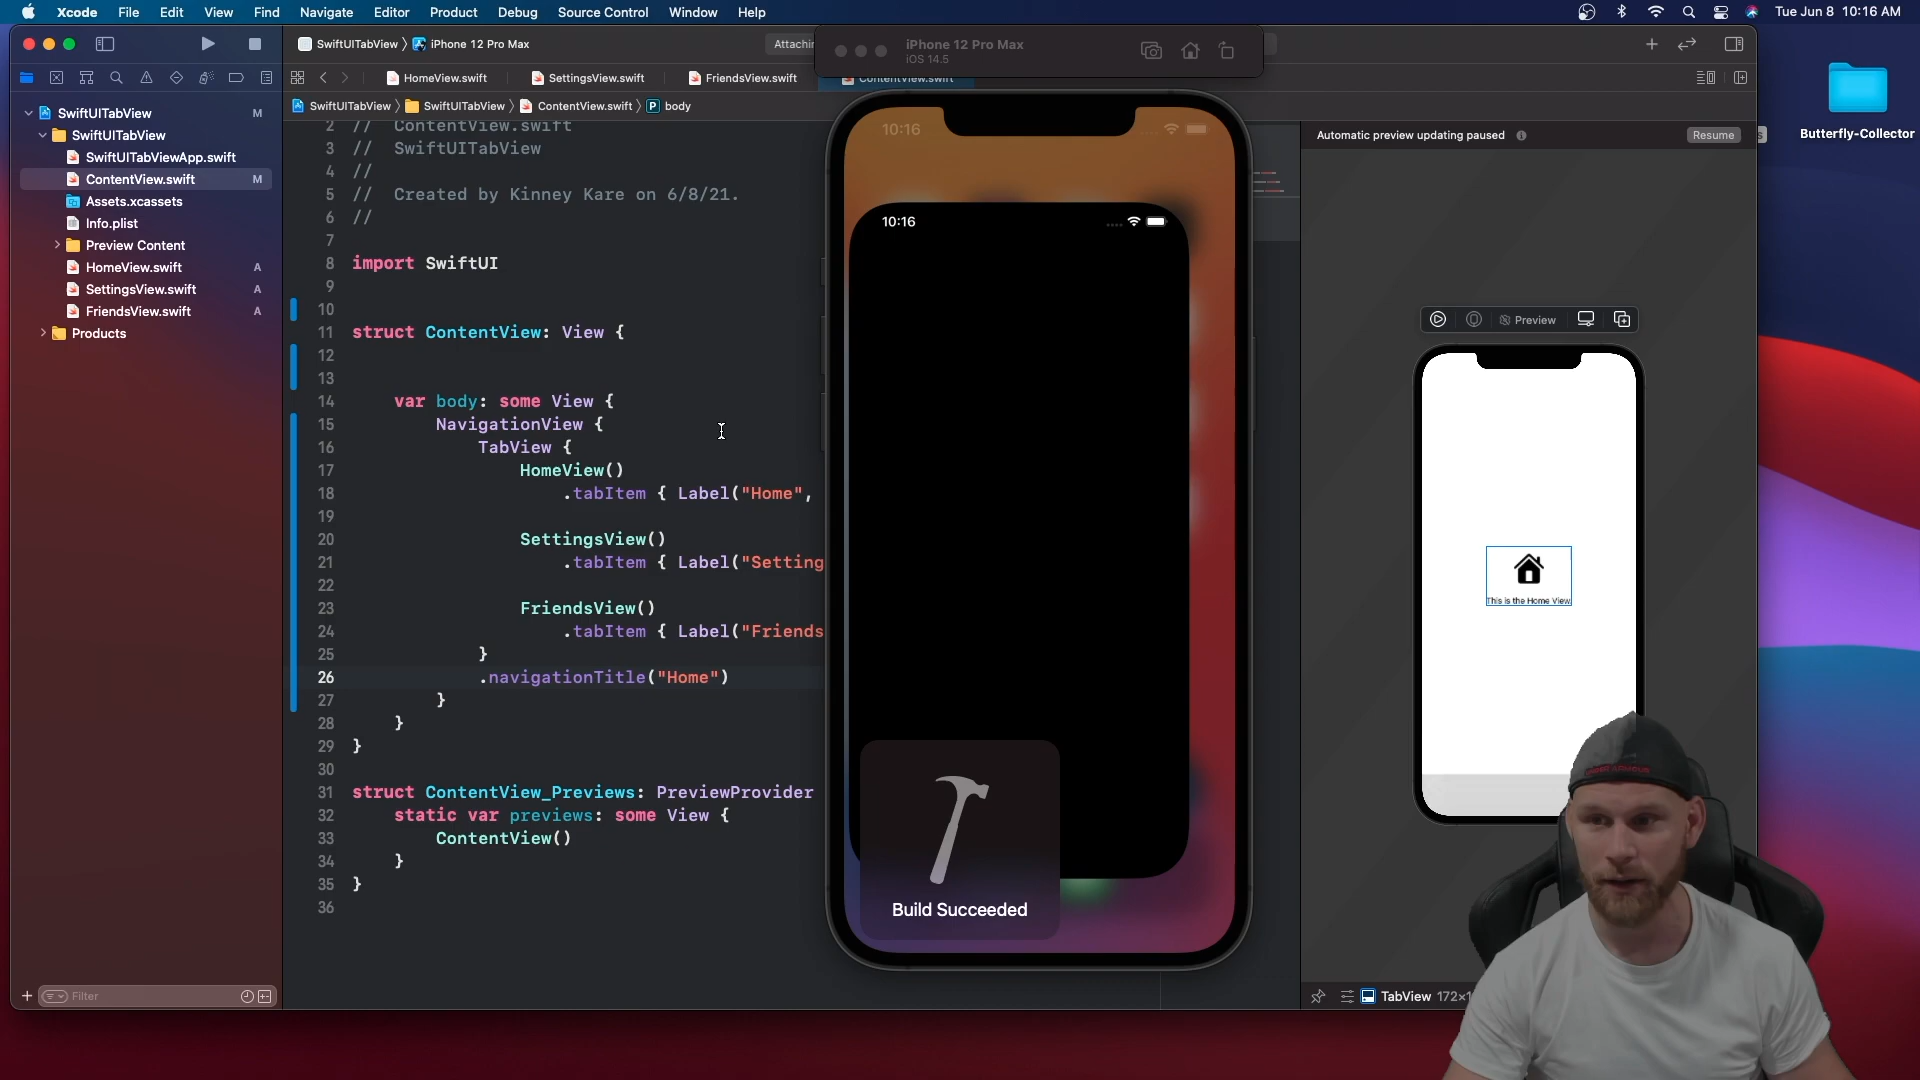 Xcode File Edit View Find Navigate Editor Product Debug Source Control Window Help
Tue Jun 8 10:16 AM
SwiftUITabView
iPhone 12 Pro Max
iPhone 12 Pro Max
iOS 14.5
HomeView.swift
SettingsView.swift
FriendsView.swift
ContentView.swift
SwiftUITabView
SwiftUITabView
ContentView.swift
P body
SwiftUITabView M
SwiftUITabView
SwiftUITabViewApp.swift
ContentView.swift M
Assets.xcassets
Info.plist
Preview Content
HomeView.swift A
SettingsView.swift A
FriendsView.swift A
Products
Filter
2 // ContentView.swift
3 // SwiftUITabView
4 //
5 // Created by Kinney Kare on 6/8/21.
6 //
7
8 import SwiftUI
9
10
11 struct ContentView: View {
12
13
14 var body: some View {
15 NavigationView {
16 TabView {
17 HomeView()
18 .tabItem { Label("Home",
19
20 SettingsView()
21 .tabItem { Label("Setting
22
23 FriendsView()
24 .tabItem { Label("Friends
25 }
26 .navigationTitle("Home")
27 }
28 }
29 }
30
31 struct ContentView_Previews: PreviewProvider
32 static var previews: some View {
33 ContentView()
34 }
35 }
36
10:16
10:16
Build Succeeded
Automatic preview updating paused
Resume
Preview
This is the Home View.
TabView
Butterfly-Collector